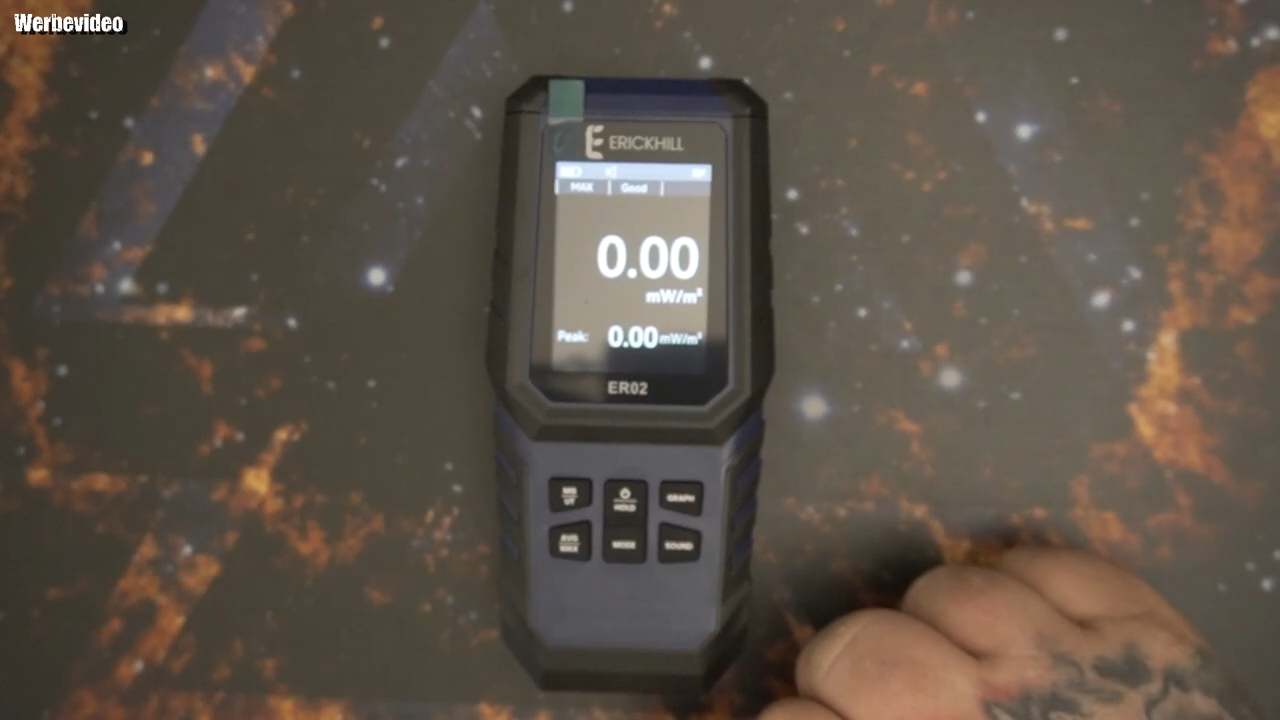 Werbevideo
ERICKHILL
MAX Good
0.00
mW/m²
Peak: 0.00 mW/m²
ER02
HOLD GRAPH
AVG
MAX MODE SOUND